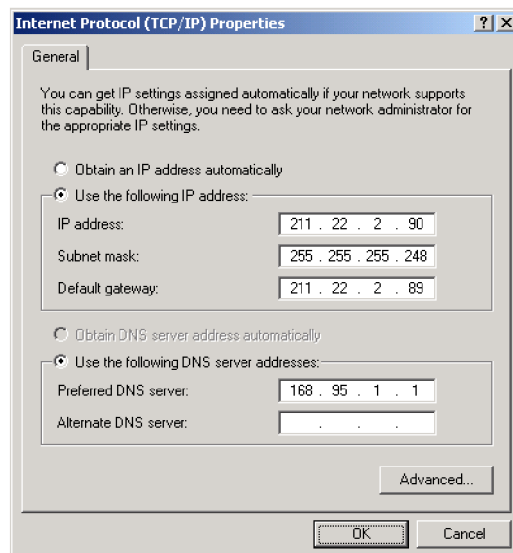 Internet Protocol (TCP/IP) Properties
General
You can get IP settings assigned automatically if your network supports
this capability. Otherwise, you need to ask your network administrator for
the appropriate IP settings.
Obtain an IP address automatically
Use the following IP address:
IP address: 211 . 22 . 2 . 90
Subnet mask: 255 . 255 . 255 . 248
Default gateway: 211 . 22 . 2 . 89
Obtain DNS server address automatically
Use the following DNS server addresses:
Preferred DNS server: 168 . 95 . 1 . 1
Alternate DNS server: . . .
Advanced...
OK Cancel